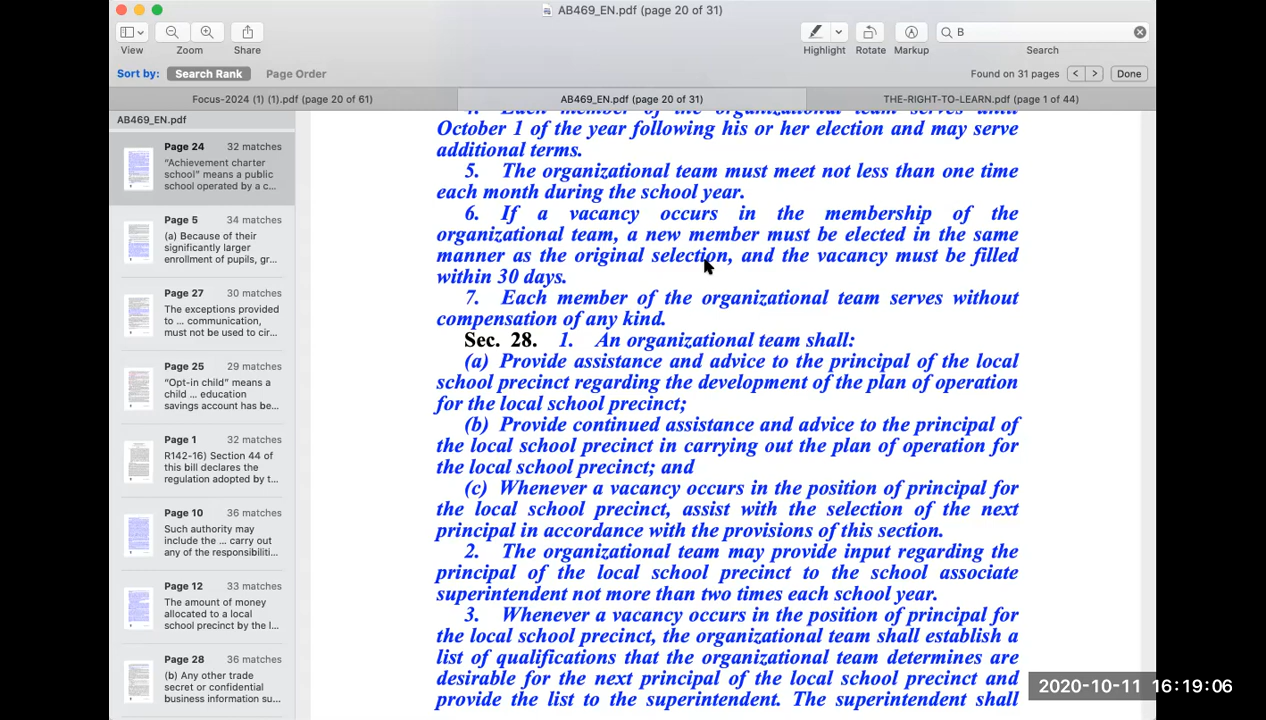 AB469_EN.pdf (page 20 of 31)
View
Zoom
Share
Highlight
Rotate
Markup
B
Search
Sort by:
Search Rank
Page Order
Found on 31 pages
Done
Focus-2024 (1) (1).pdf (page 20 of 61)
AB469_EN.pdf (page 20 of 31)
THE-RIGHT-TO-LEARN.pdf (page 1 of 44)
AB469_EN.pdf
Page 24 32 matches
“Achievement charter
school” means a public
school operated by a c...
Page 5 34 matches
(a) Because of their
significantly larger
enrollment of pupils, gr...
Page 27 30 matches
The exceptions provided
to ... communication,
must not be used to cir...
Page 25 29 matches
“Opt-in child” means a
child ... education
savings account has be...
Page 1 32 matches
R142-16) Section 44 of
this bill declares the
regulation adopted by t...
Page 10 36 matches
Such authority may
include the ... carry out
any of the responsibiliti...
Page 12 33 matches
The amount of money
allocated to a local
school precinct by the l...
Page 28 36 matches
(b) Any other trade
secret or confidential
business information su...
4. Each member of the organizational team serves until
October 1 of the year following his or her election and may serve
additional terms.
5. The organizational team must meet not less than one time
each month during the school year.
6. If a vacancy occurs in the membership of the
organizational team, a new member must be elected in the same
manner as the original selection, and the vacancy must be filled
within 30 days.
7. Each member of the organizational team serves without
compensation of any kind.
Sec. 28. 1. An organizational team shall:
(a) Provide assistance and advice to the principal of the local
school precinct regarding the development of the plan of operation
for the local school precinct;
(b) Provide continued assistance and advice to the principal of
the local school precinct in carrying out the plan of operation for
the local school precinct; and
(c) Whenever a vacancy occurs in the position of principal for
the local school precinct, assist with the selection of the next
principal in accordance with the provisions of this section.
2. The organizational team may provide input regarding the
principal of the local school precinct to the school associate
superintendent not more than two times each school year.
3. Whenever a vacancy occurs in the position of principal for
the local school precinct, the organizational team shall establish a
list of qualifications that the organizational team determines are
desirable for the next principal of the local school precinct and
provide the list to the superintendent. The superintendent shall
2020-10-11 16:19:06